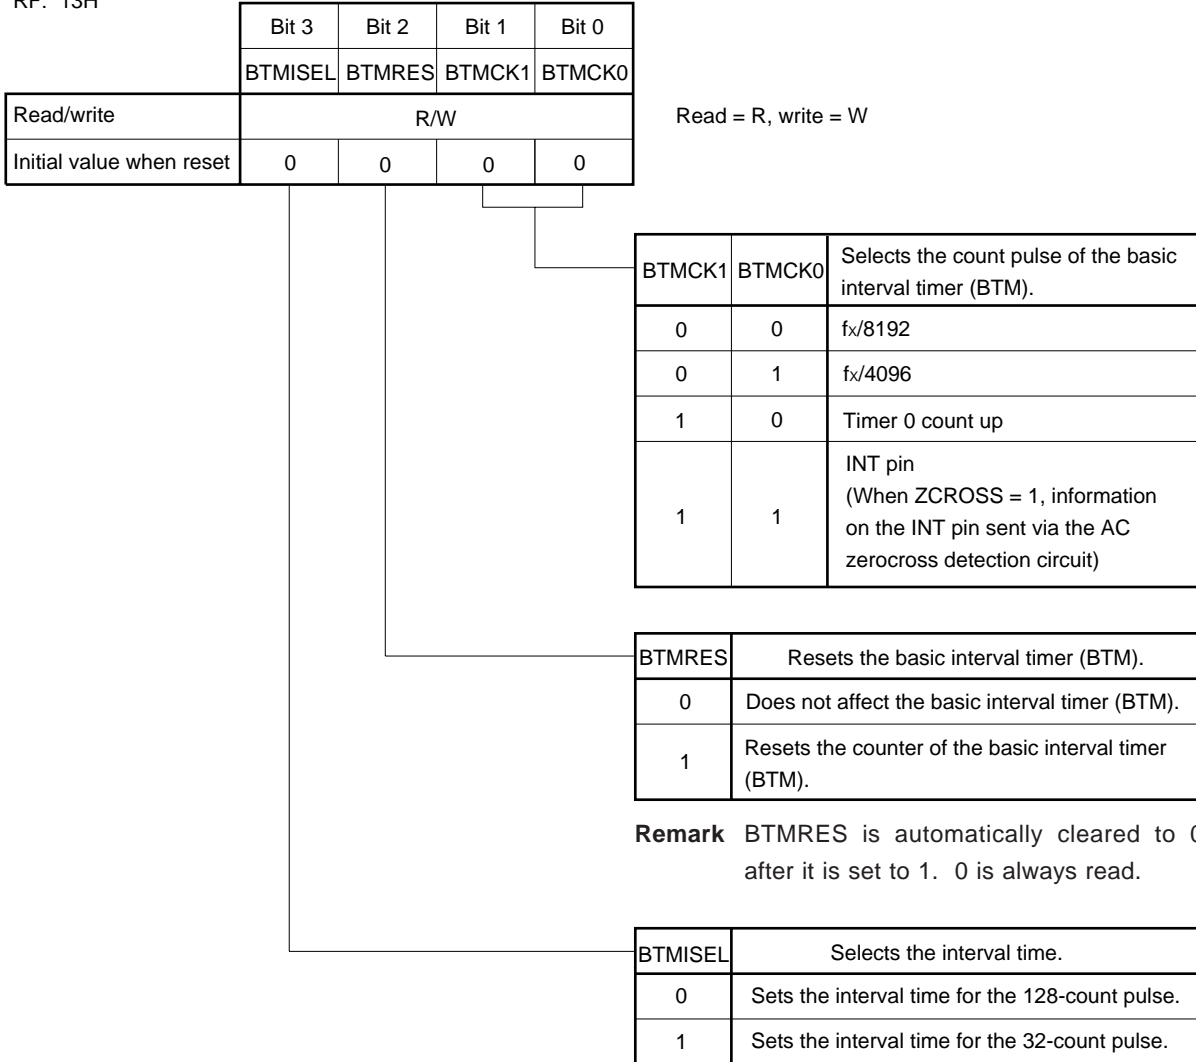 RF: 13H
Bit 3 Bit 2 Bit 1 Bit 0
BTMISEL BTMRES BTMCK1 BTMCK0
Read/write R/W
Read = R, write = W
Initial value when reset 0 0 0 0
BTMCK1 BTMCK0 Selects the count pulse of the basic
interval timer (BTM).
0 0 fX/8192
0 1 fX/4096
1 0 Timer 0 count up
INT pin
(When ZCROSS = 1, information
1 1 on the INT pin sent via the AC
zerocross detection circuit)
BTMRES Resets the basic interval timer (BTM).
0 Does not affect the basic interval timer (BTM).
1 Resets the counter of the basic interval timer
(BTM).
Remark BTMRES is automatically cleared to 0
after it is set to 1. 0 is always read.
BTMISEL Selects the interval time.
0 Sets the interval time for the 128-count pulse.
1 Sets the interval time for the 32-count pulse.